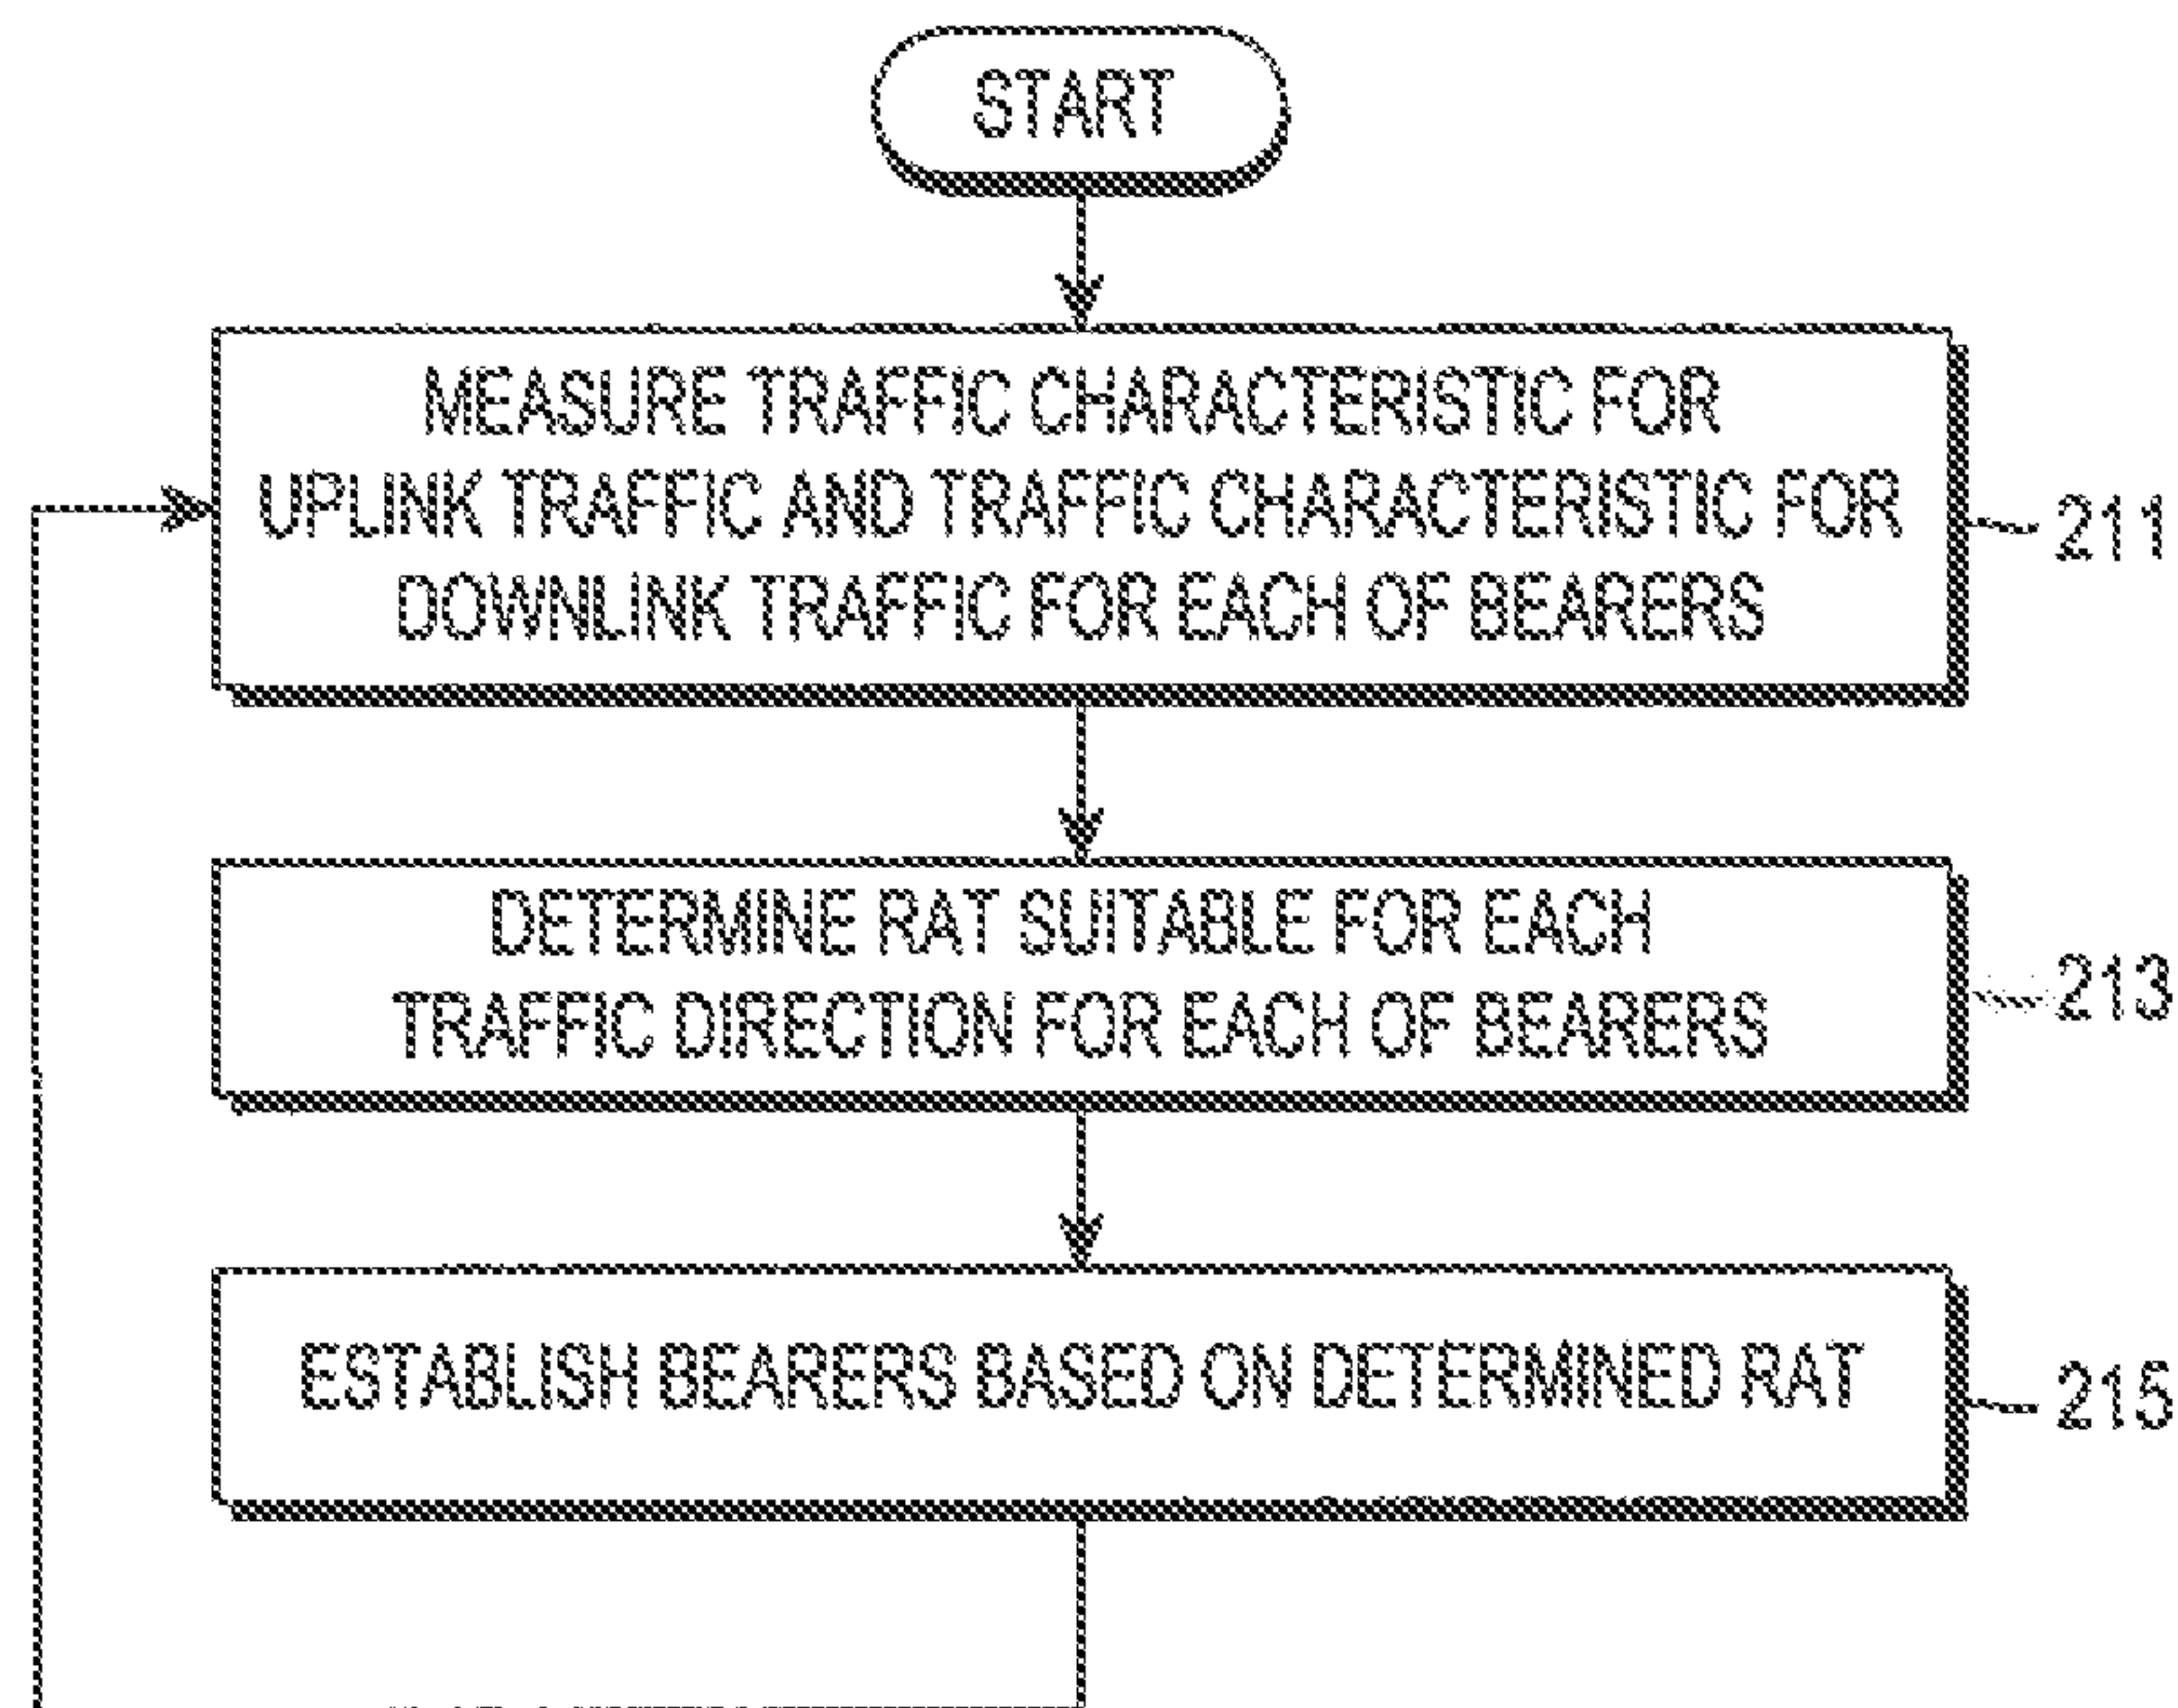 START
MEASURE TRAFFIC CHARACTERISTIC FOR
UPLINK TRAFFIC AND TRAFFIC CHARACTERISTIC FOR
DOWNLINK TRAFFIC FOR EACH OF BEARERS
211
DETERMINE RAT SUITABLE FOR EACH
TRAFFIC DIRECTION FOR EACH OF BEARERS
213
ESTABLISH BEARERS BASED ON DETERMINED RAT
215